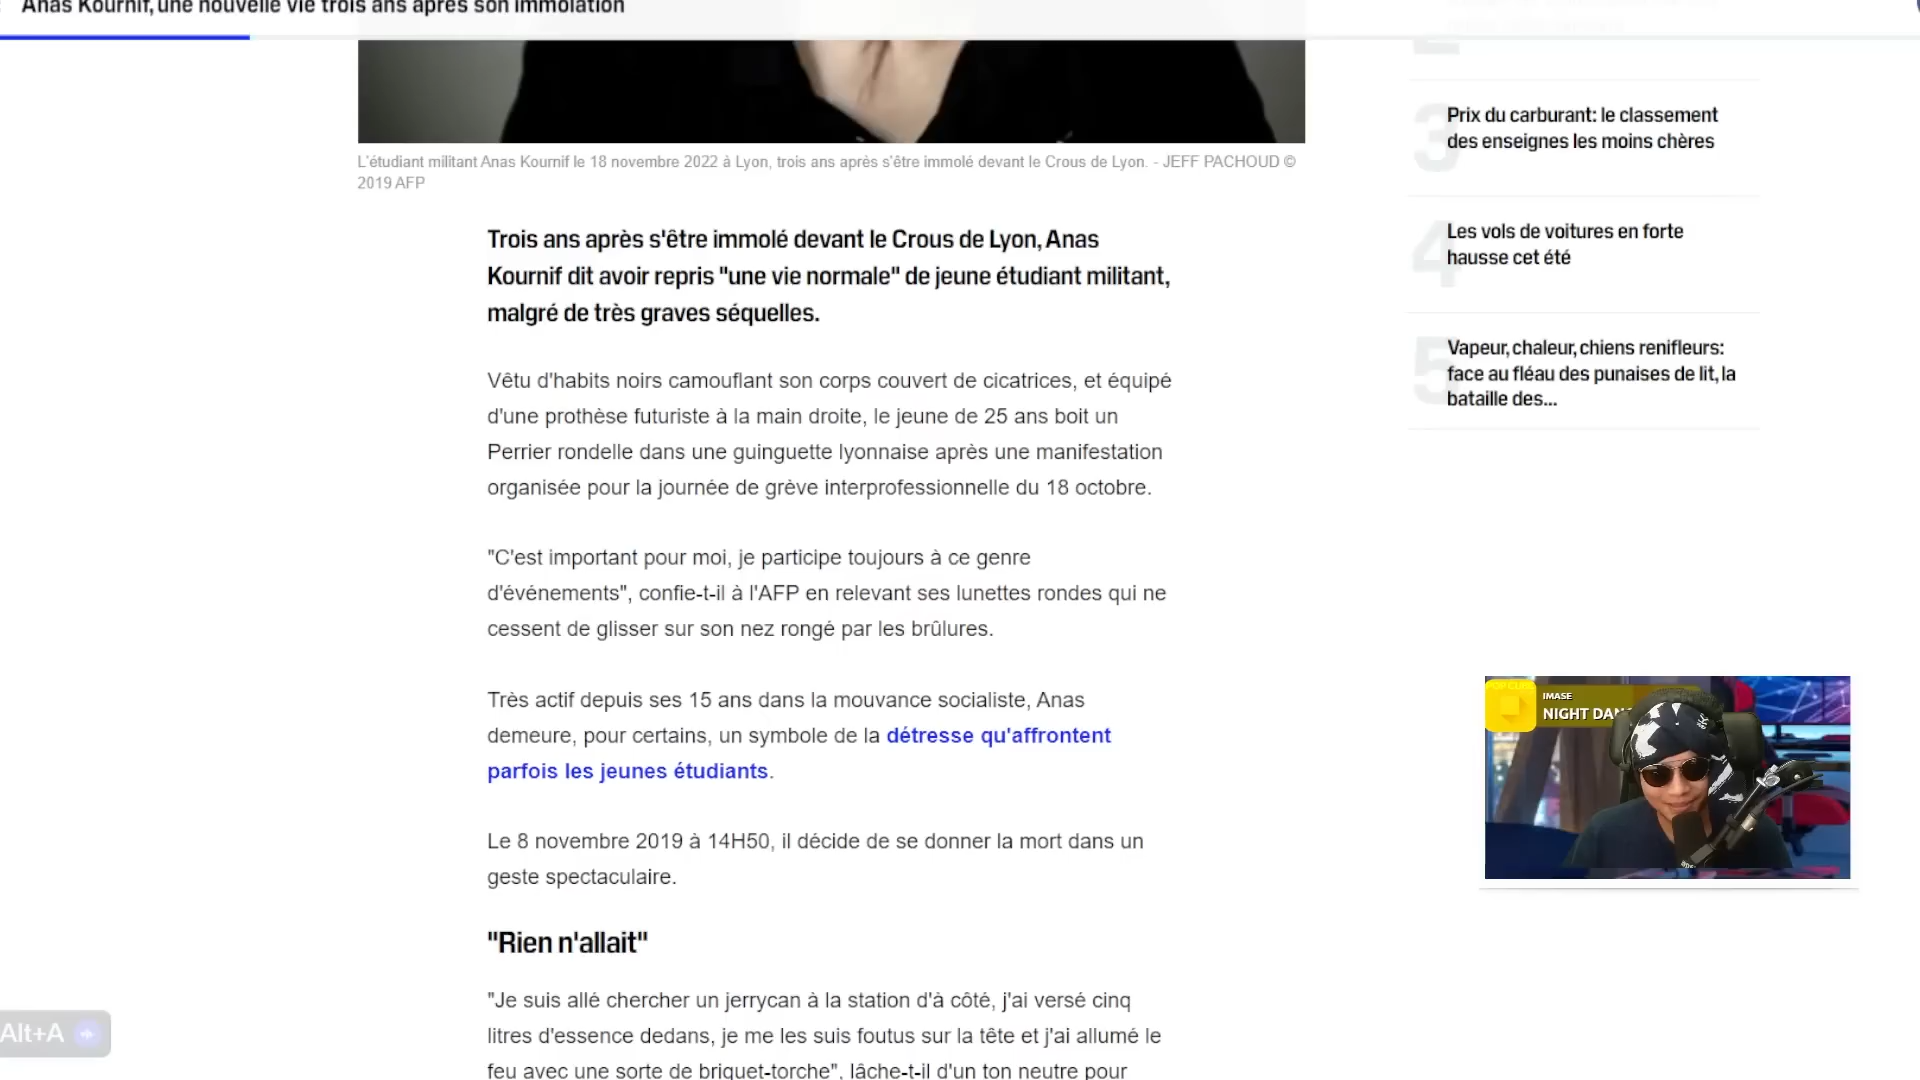 Anas Kournif, une nouvelle vie trois ans après son immolation
L'étudiant militant Anas Kournif le 18 novembre 2022 à Lyon, trois ans après s'être immolé devant le Crous de Lyon. - JEFF PACHOUD ©
2019 AFP
Trois ans après s'être immolé devant le Crous de Lyon, Anas
Kournif dit avoir repris "une vie normale" de jeune étudiant militant,
malgré de très graves séquelles.
Vêtu d'habits noirs camouflant son corps couvert de cicatrices, et équipé
d'une prothèse futuriste à la main droite, le jeune de 25 ans boit un
Perrier rondelle dans une guinguette lyonnaise après une manifestation
organisée pour la journée de grève interprofessionnelle du 18 octobre.
"C'est important pour moi, je participe toujours à ce genre
d'événements", confie-t-il à l'AFP en relevant ses lunettes rondes qui ne
cessent de glisser sur son nez rongé par les brûlures.
Très actif depuis ses 15 ans dans la mouvance socialiste, Anas
demeure, pour certains, un symbole de la détresse qu'affrontent
parfois les jeunes étudiants.
Le 8 novembre 2019 à 14H50, il décide de se donner la mort dans un
geste spectaculaire.
"Rien n'allait"
"Je suis allé chercher un jerrycan à la station d'à côté, j'ai versé cinq
litres d'essence dedans, je me les suis foutus sur la tête et j'ai allumé le
feu avec une sorte de briquet-torche", lâche-t-il d'un ton neutre pour
2
3
Prix du carburant: le classement
des enseignes les moins chères
4
Les vols de voitures en forte
hausse cet été
5
Vapeur, chaleur, chiens renifleurs:
face au fléau des punaises de lit, la
bataille des...
IMASE
NIGHT DAN
Alt+A